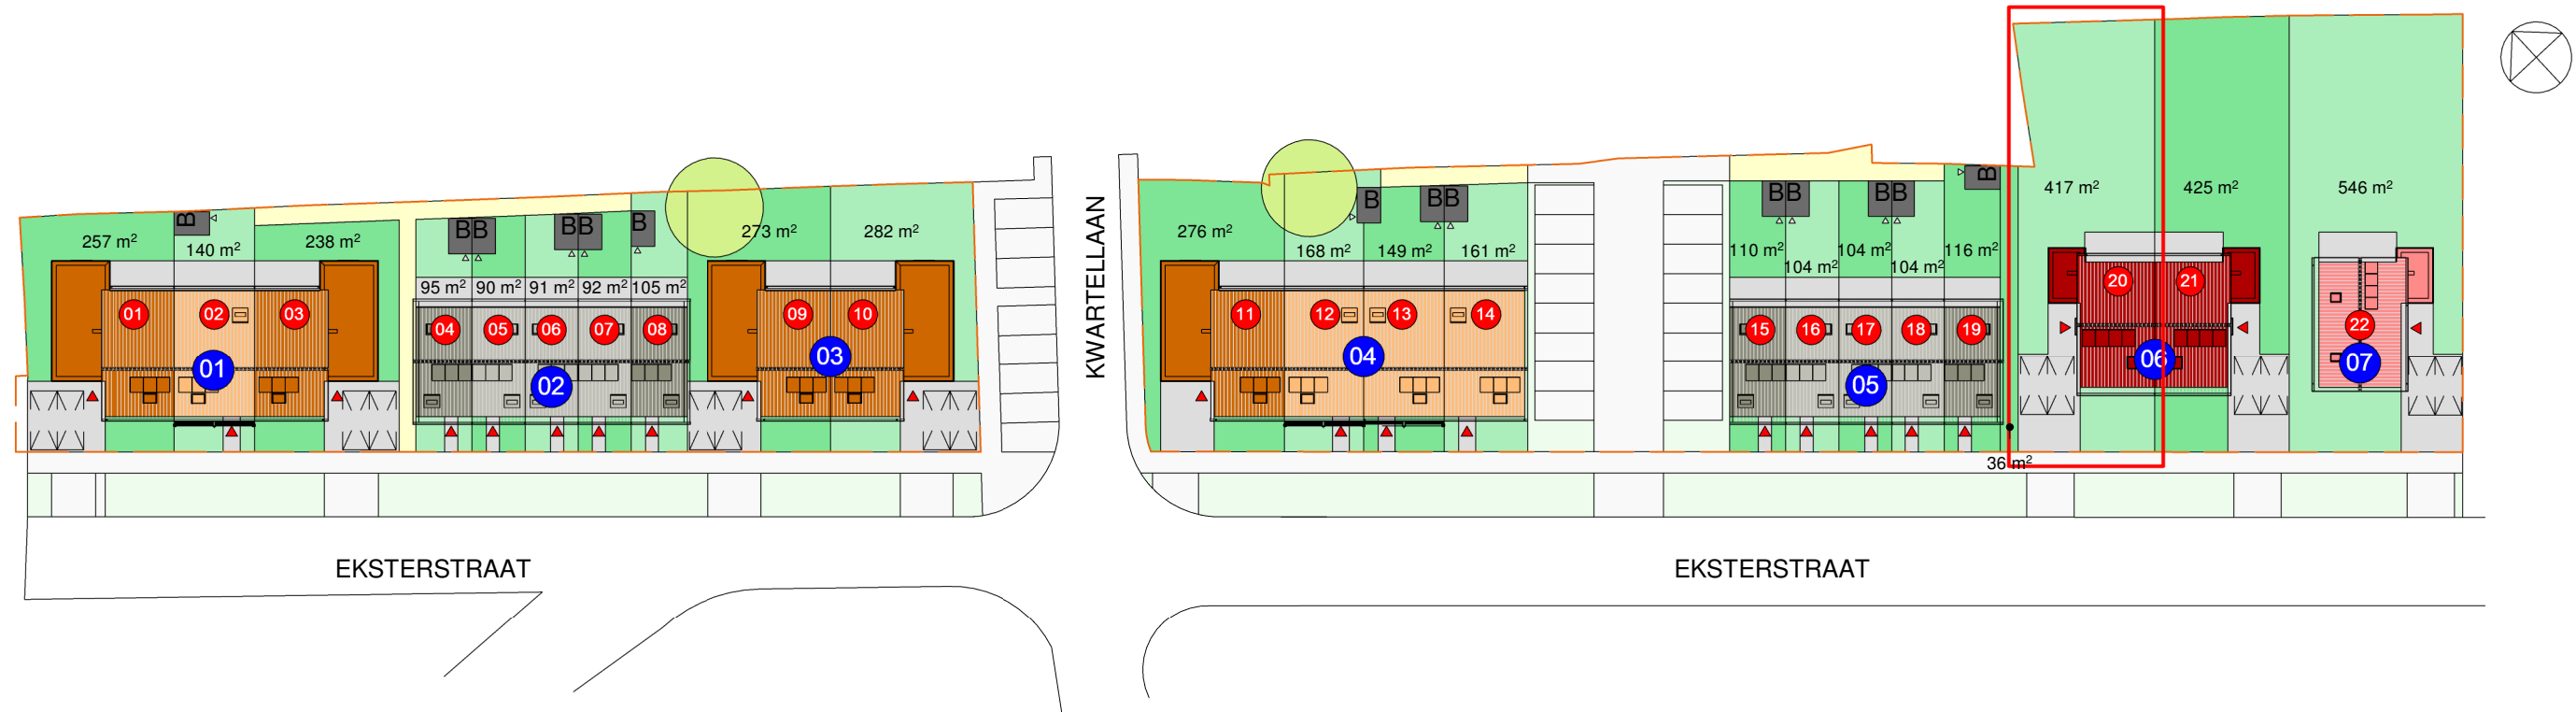 417 m²
425 m²
546 m²
B
B
BB
BB
B
B
BB
BB
BB
257 m²
140 m²
238 m²
273 m²
282 m²
276 m²
168 m²
149 m²
161 m²
110 m²
104 m²
104 m²
104 m²
116 m²
95 m²
90 m²
91 m²
92 m²
105 m²
KWARTELLAAN
01
02
03
04
05
06
07
08
09
10
11
12
13
14
15
16
17
18
19
20
21
22
01
02
03
04
05
06
07
36 m²
EKSTERSTRAAT
EKSTERSTRAAT